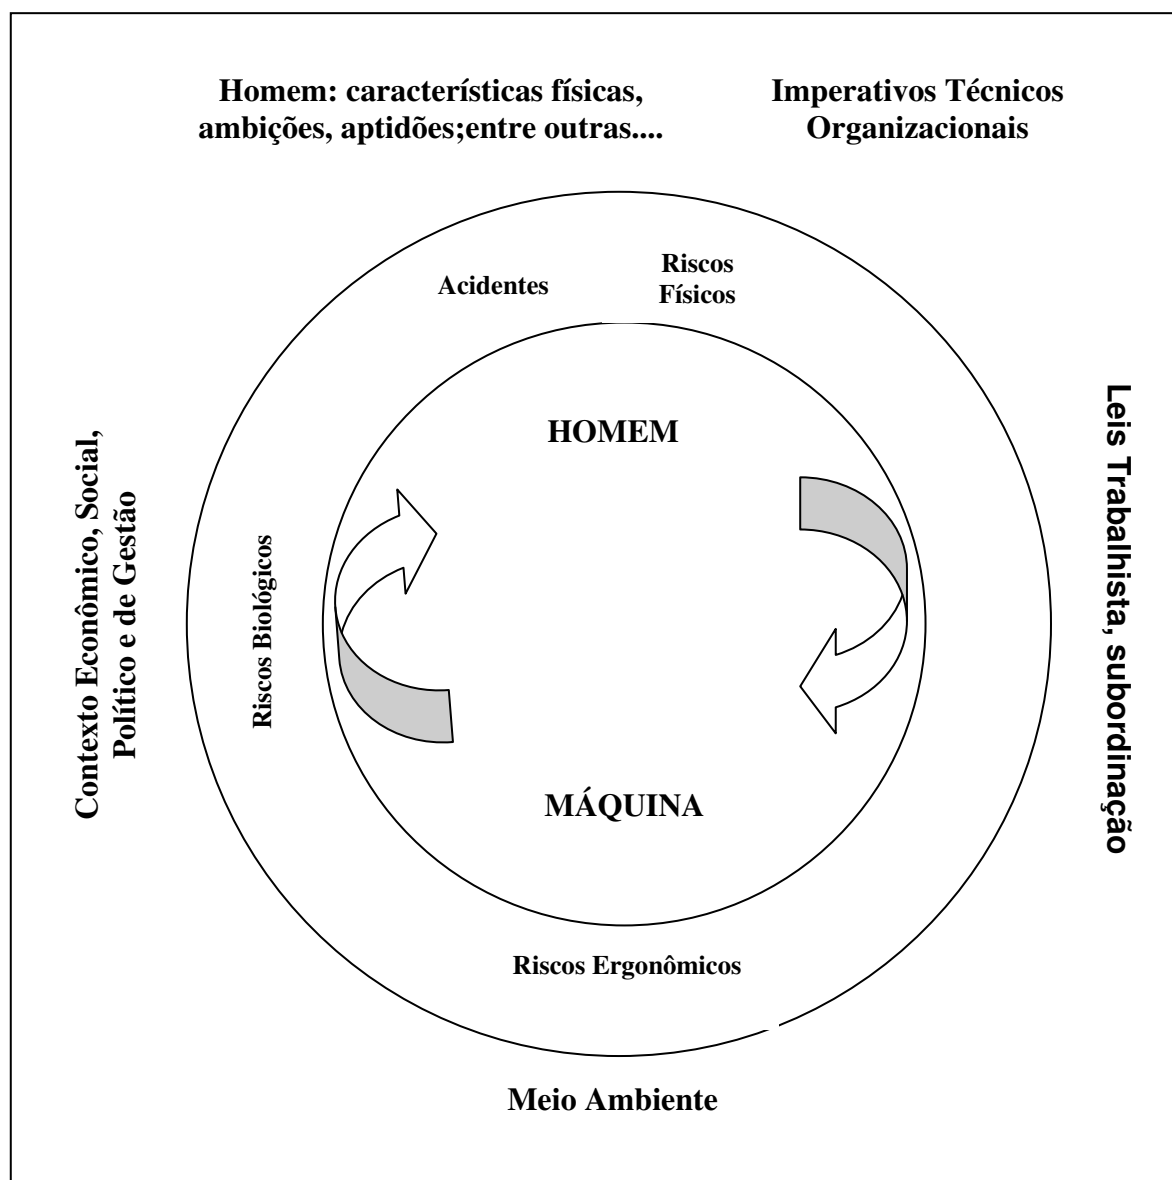 Homem: características físicas,
ambições, aptidões;entre outras....
Imperativos Técnicos
Organizacionais
Acidentes
Riscos
Físicos
HOMEM
Contexto Econômico, Social,
Político e de Gestão
Riscos Biológicos
Leis Trabalhista, subordinação
MÁQUINA
Riscos Ergonômicos
Meio Ambiente